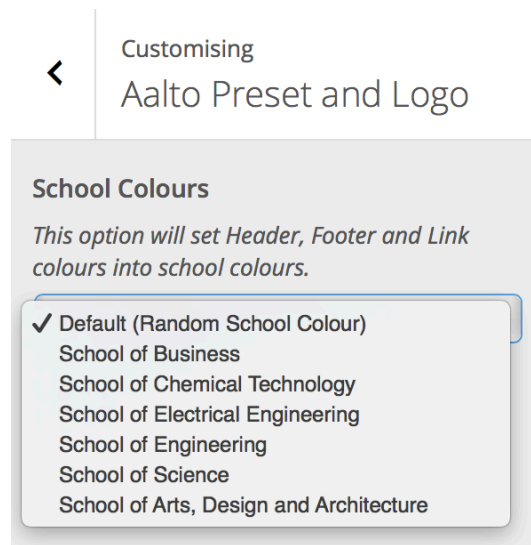 Customising
Aalto Preset and Logo
School Colours
This option will set Header, Footer and Link
colours into school colours.
Default (Random School Colour)
School of Business
School of Chemical Technology
School of Electrical Engineering
School of Engineering
School of Science
School of Arts, Design and Architecture